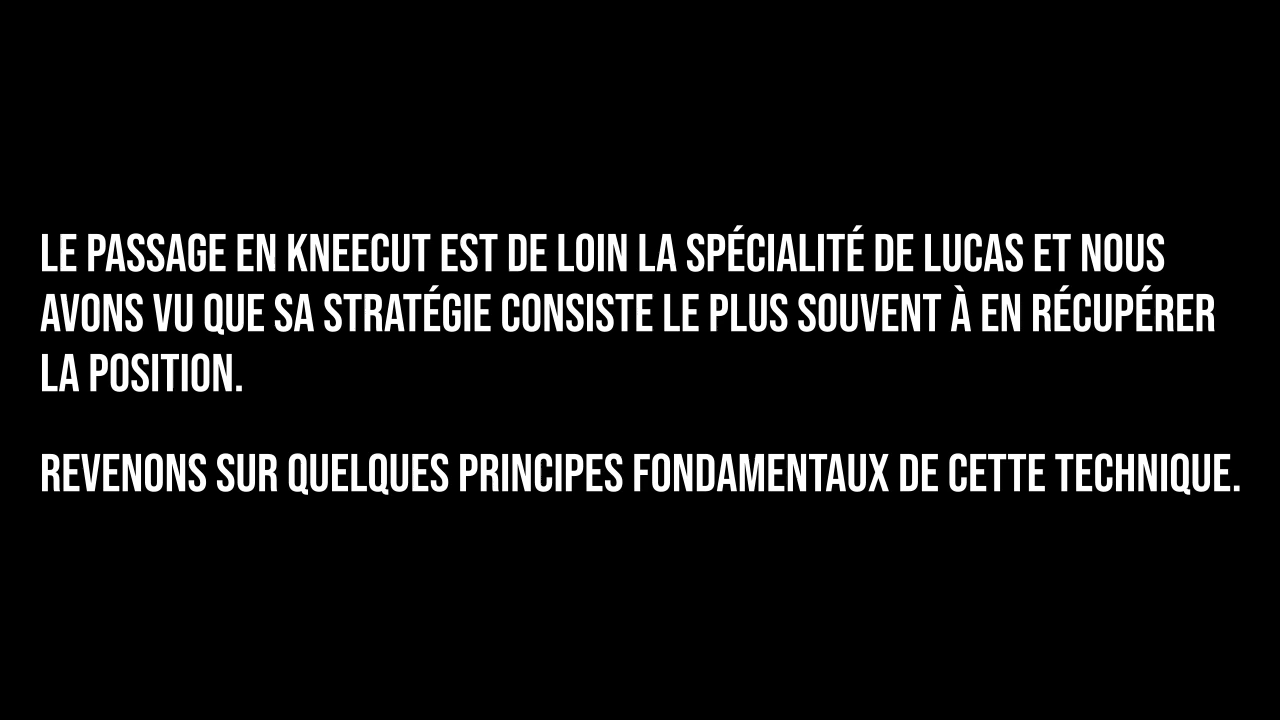 LE PASSAGE EN KNEECUT EST DE LOIN LA SPÉCIALITÉ DE LUCAS ET NOUS
AVONS VU QUE SA STRATÉGIE CONSISTE LE PLUS SOUVENT À EN RÉCUPÉRER
LA POSITION.
REVENONS SUR QUELQUES PRINCIPES FONDAMENTAUX DE CETTE TECHNIQUE.